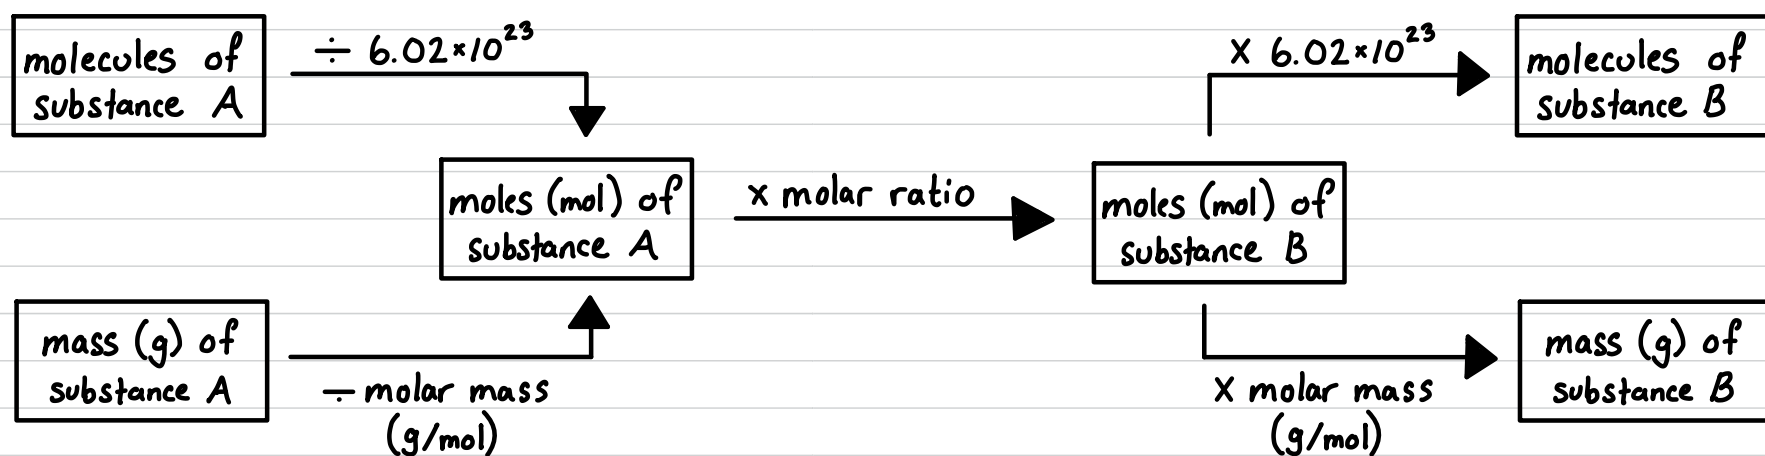 molecules of
substance A
÷ 6.02×10²³
x 6.02×10²³
molecules of
substance B
moles (mol) of
substance A
x molar ratio
moles (mol) of
substance B
mass (g) of
substance A
÷ molar mass
(g/mol)
x molar mass
(g/mol)
mass (g) of
substance B